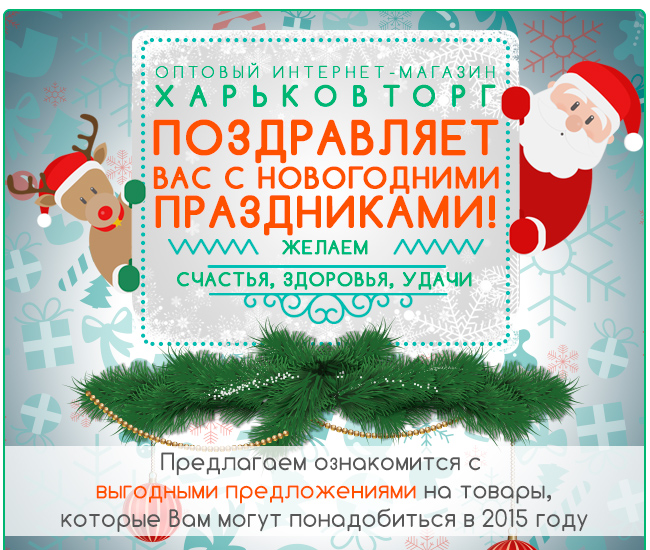 ОПТОВЫЙ ИНТЕРНЕТ-МАГАЗИН
ХАРЬКОВТОРГ
ПОЗДРАВЛЯЕТ
ВАС С НОВОГОДНИМИ
ПРАЗДНИКАМИ!
ЖЕЛАЕМ
СЧАСТЬЯ, ЗДОРОВЬЯ, УДАЧИ
Предлагаем ознакомится с
выгодными предложениями на товары,
которые Вам могут понадобиться в 2015 году